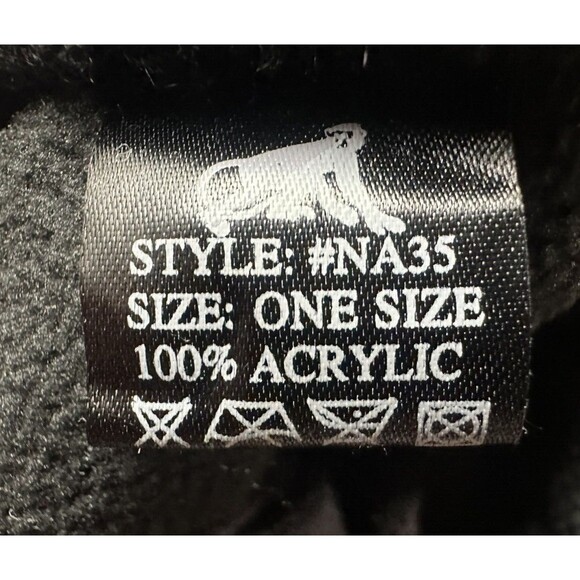 STYLE: #NA35
SIZE: ONE SIZE
100% ACRYLIC